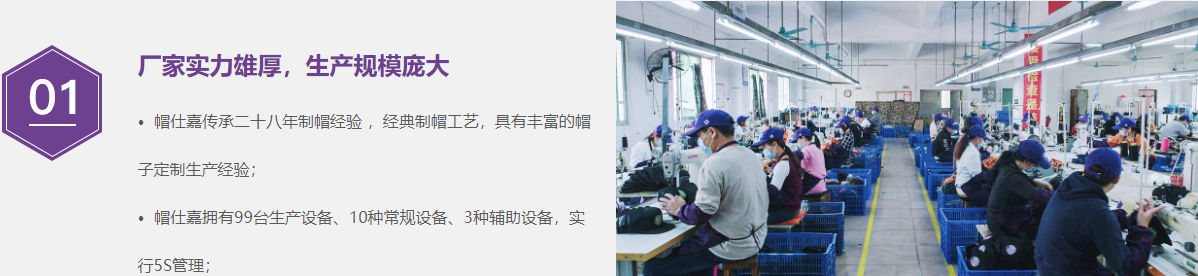 01
厂家实力雄厚，生产规模庞大
• 帽仕嘉传承二十八年制帽经验 ，经典制帽工艺，具有丰富的帽
子定制生产经验；
• 帽仕嘉拥有99台生产设备、10种常规设备、3种辅助设备，实
行5S管理；